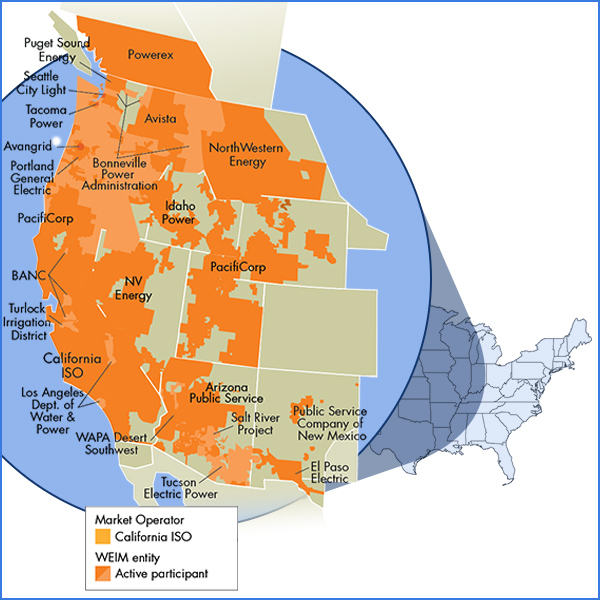 Puget Sound
Energy
Powerex
Seattle
City Light
Tacoma
Power
Avista
Avangrid
NorthWestern
Energy
Portland
General
Electric
Bonneville
Power
Administration
PacifiCorp
Idaho
Power
BANC
NV
Energy
PacifiCorp
Turlock
Irrigation
District
California
ISO
Arizona
Public Service
Los Angeles
Dept. of
Water &
Power
Salt River
Project
Public Service
Company of
New Mexico
WAPA Desert
Southwest
Tucson
Electric Power
El Paso
Electric
Market Operator
California ISO
WEIM entity
Active participant